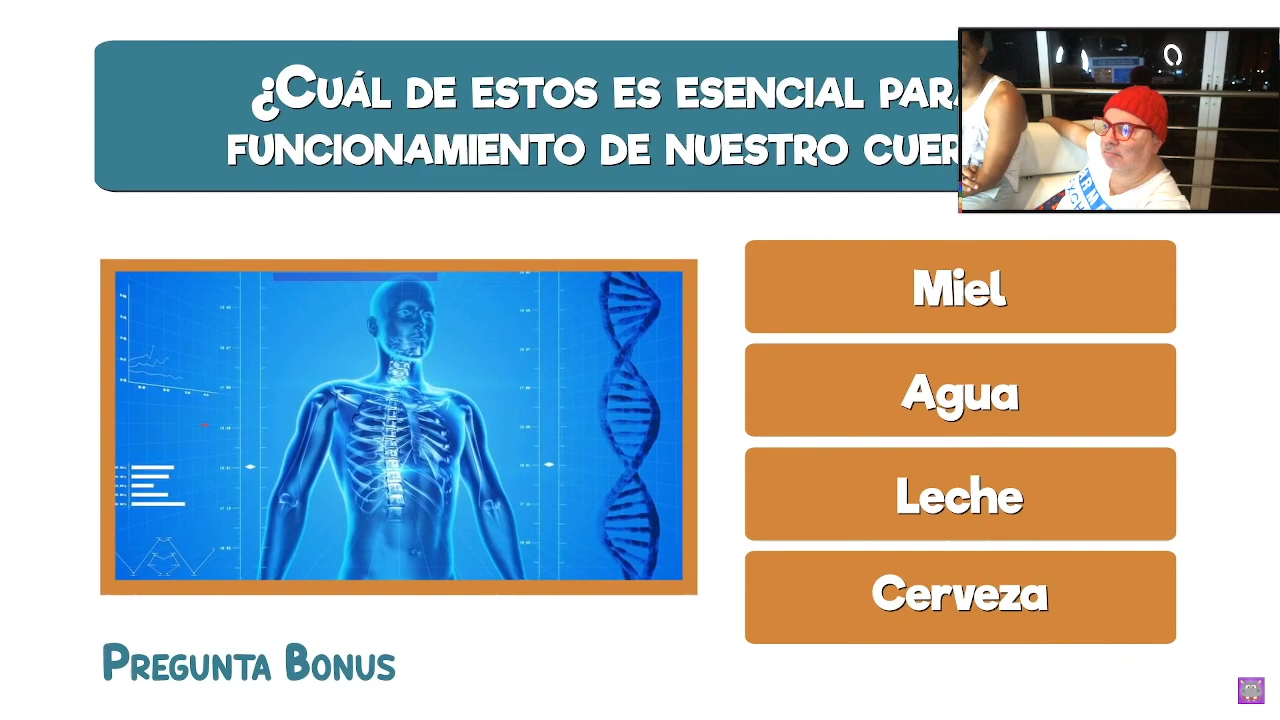 ¿CUÁL DE ESTOS ES ESENCIAL PARA
FUNCIONAMIENTO DE NUESTRO CUER
Miel
Agua
Leche
Cerveza
PREGUNTA BONUS